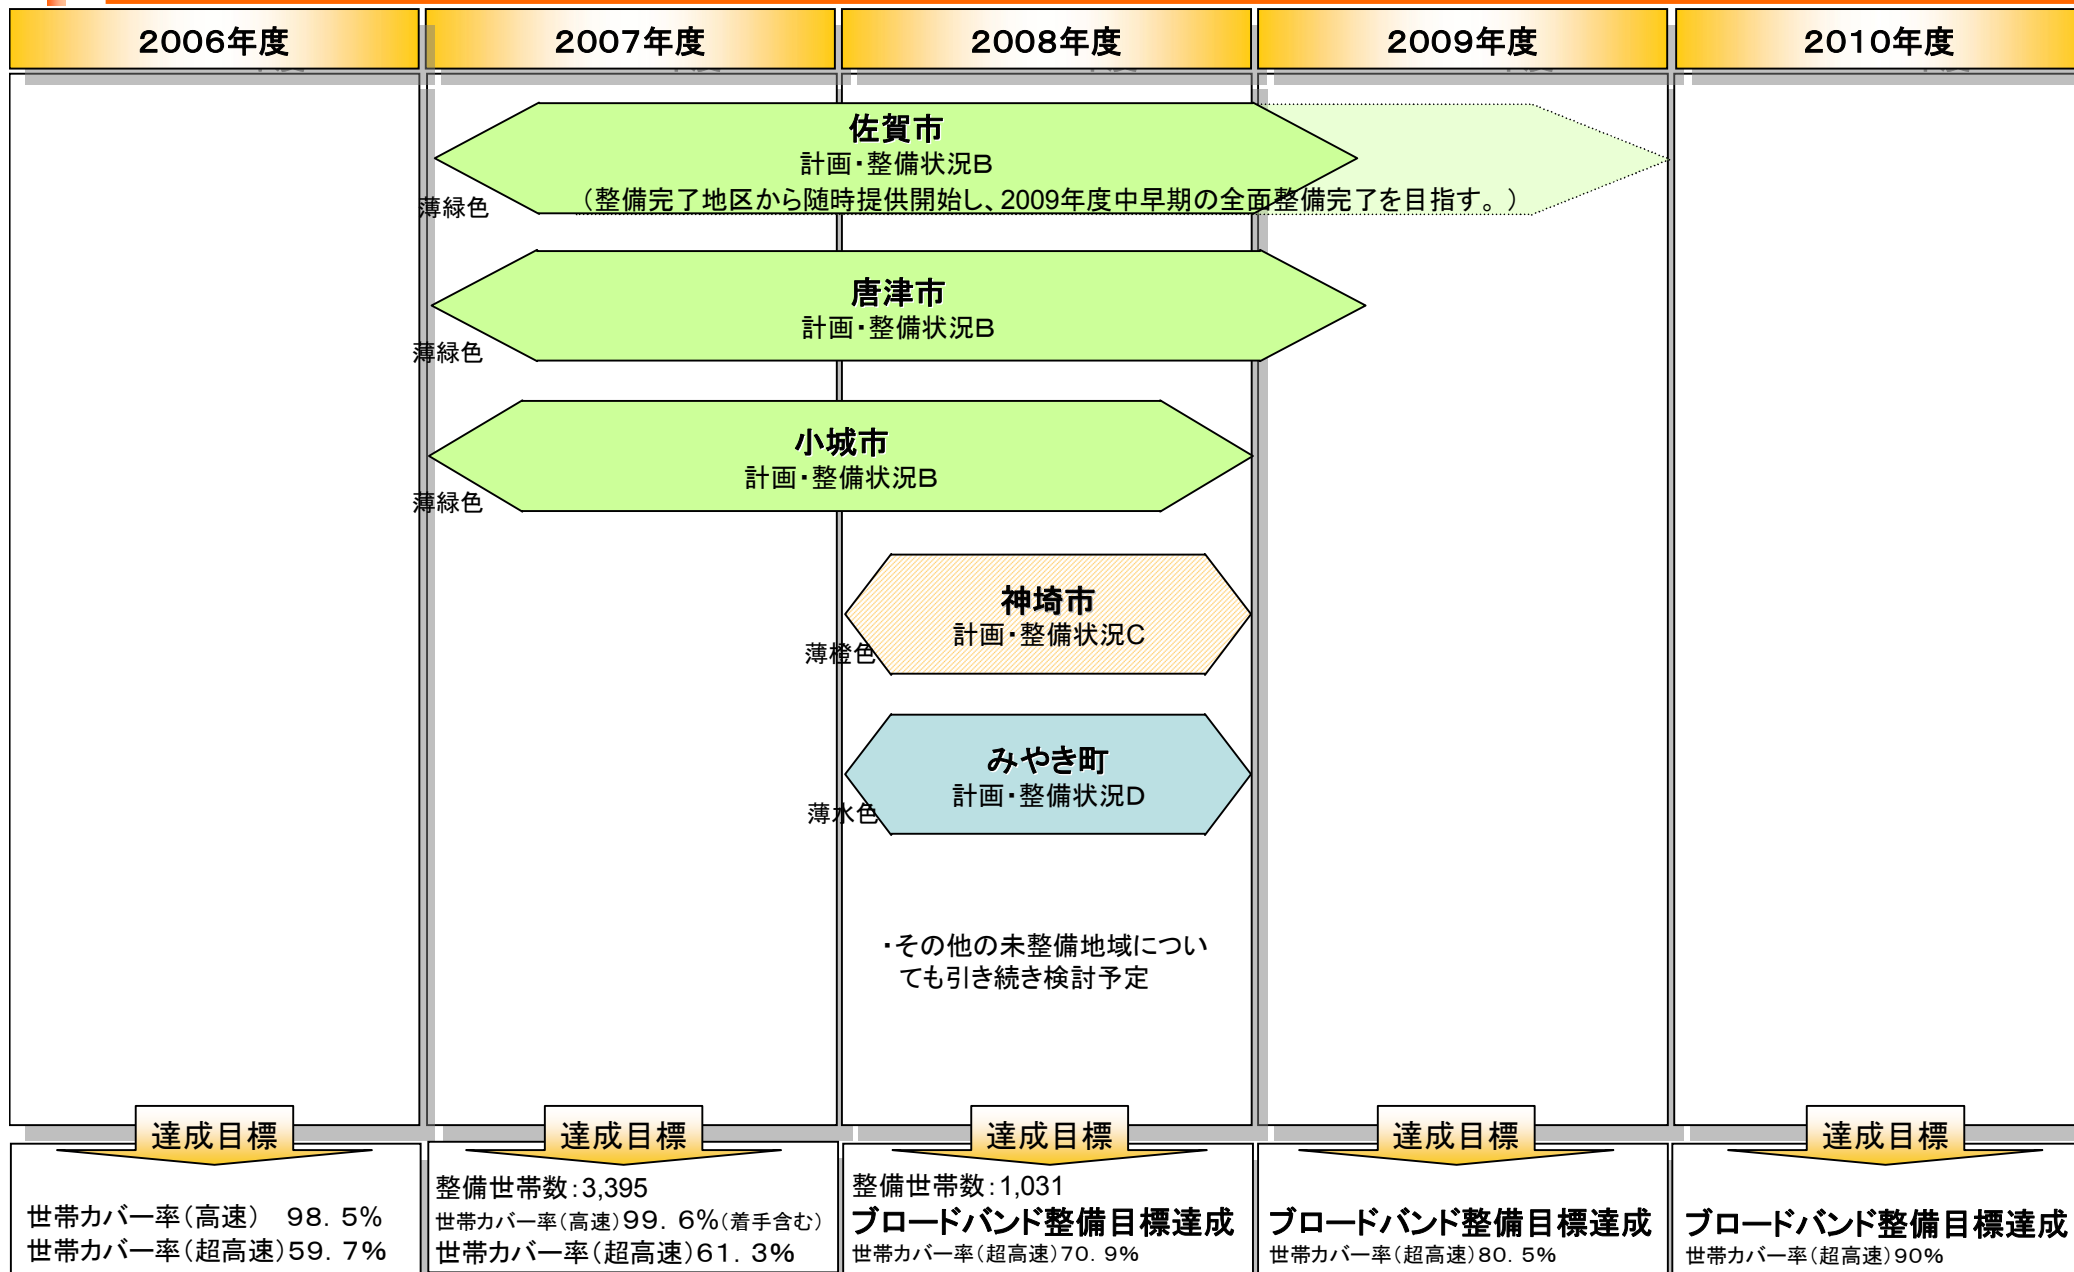 2006年度
2007年度
2008年度
2009年度
2010年度
佐賀市
計画・整備状況B
(整備完了地区から随時提供開始し、2009年度中早期の全面整備完了を目指す。)
薄緑色
唐津市
計画・整備状況B
薄緑色
小城市
計画・整備状況B
薄緑色
神埼市
計画・整備状況C
薄橙色
みやき町
計画・整備状況D
薄水色
・その他の未整備地域につい
ても引き続き検討予定
達成目標
世帯カバー率(高速) 98.5%
世帯カバー率(超高速)59.7%
達成目標
整備世帯数:3,395
世帯カバー率(高速)99.6%(着手含む)
世帯カバー率(超高速)61.3%
達成目標
整備世帯数:1,031
ブロードバンド整備目標達成
世帯カバー率(超高速)70.9%
達成目標
ブロードバンド整備目標達成
世帯カバー率(超高速)80.5%
達成目標
ブロードバンド整備目標達成
世帯カバー率(超高速)90%